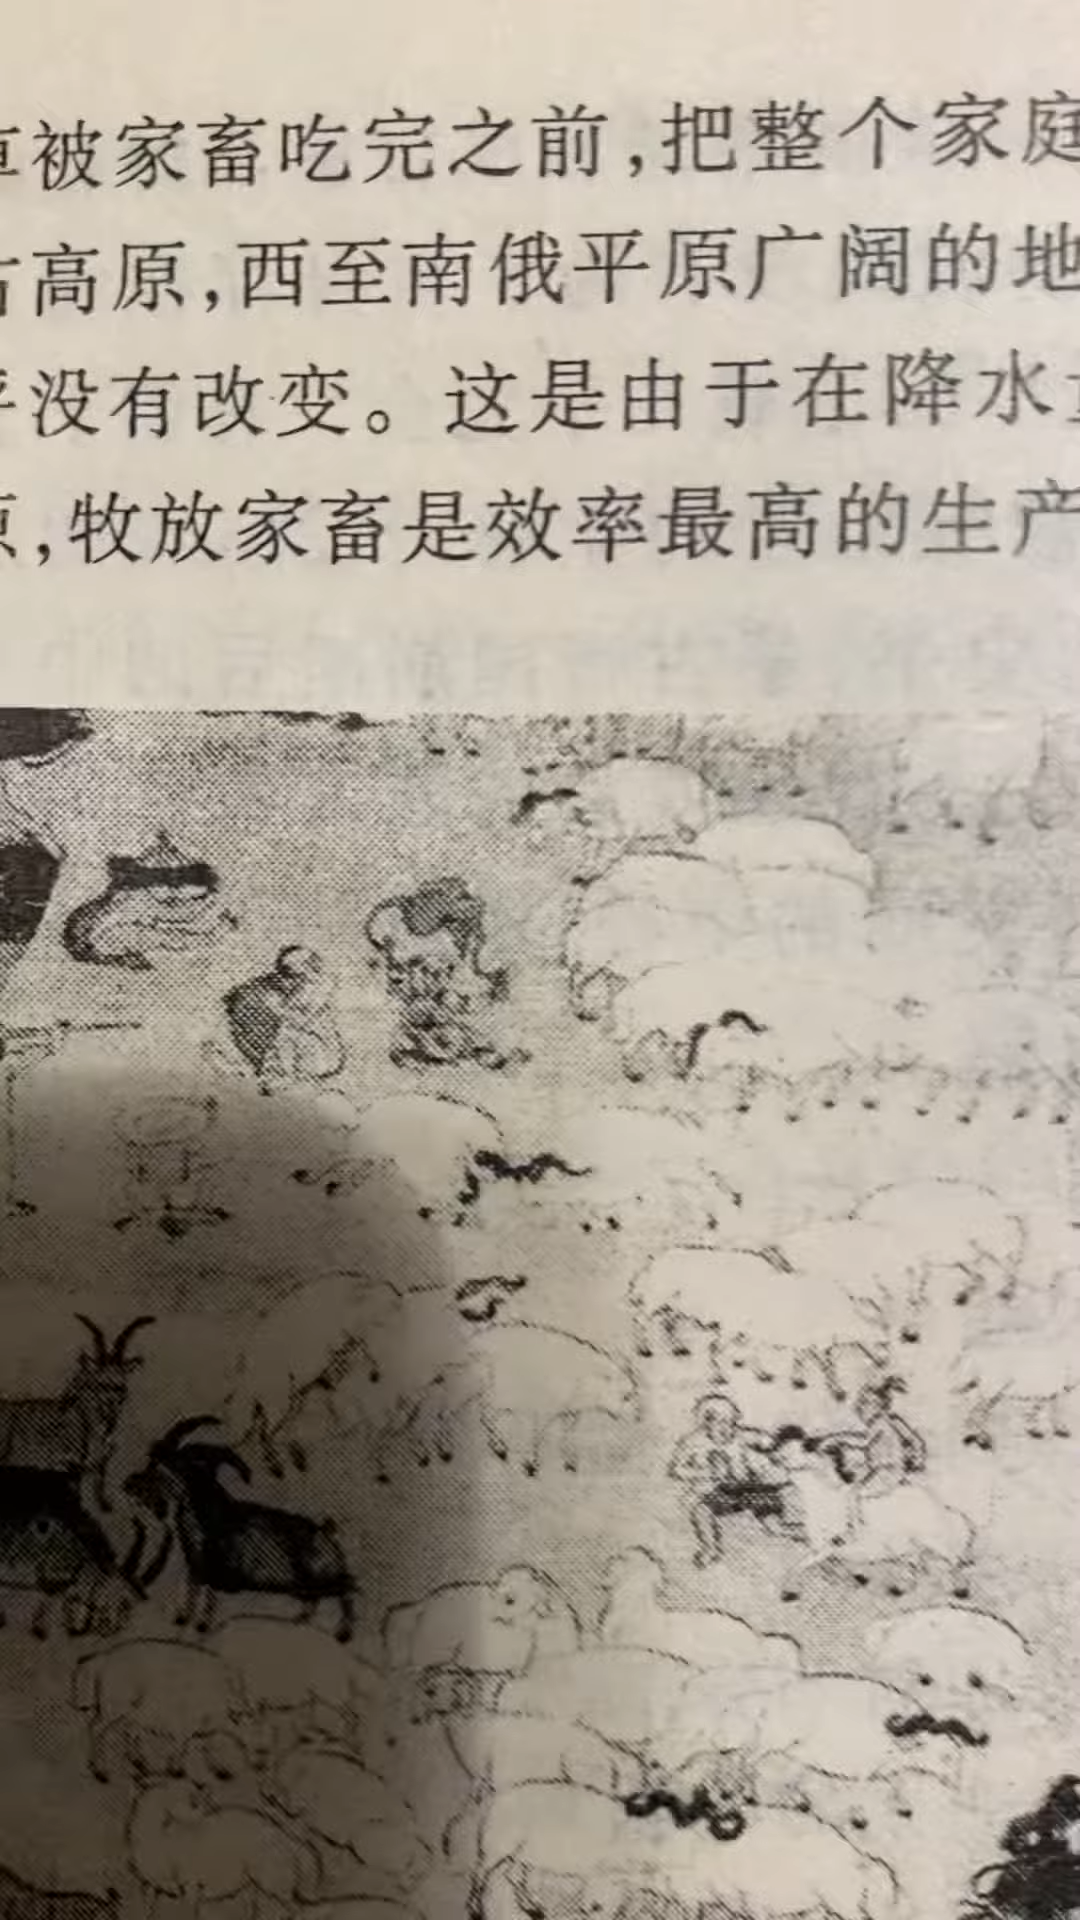 被家畜吃完之前,把整个家庭
高原,西至南俄平原广阔的地
没有改变。这是由于在降水
,牧放家畜是效率最高的生产